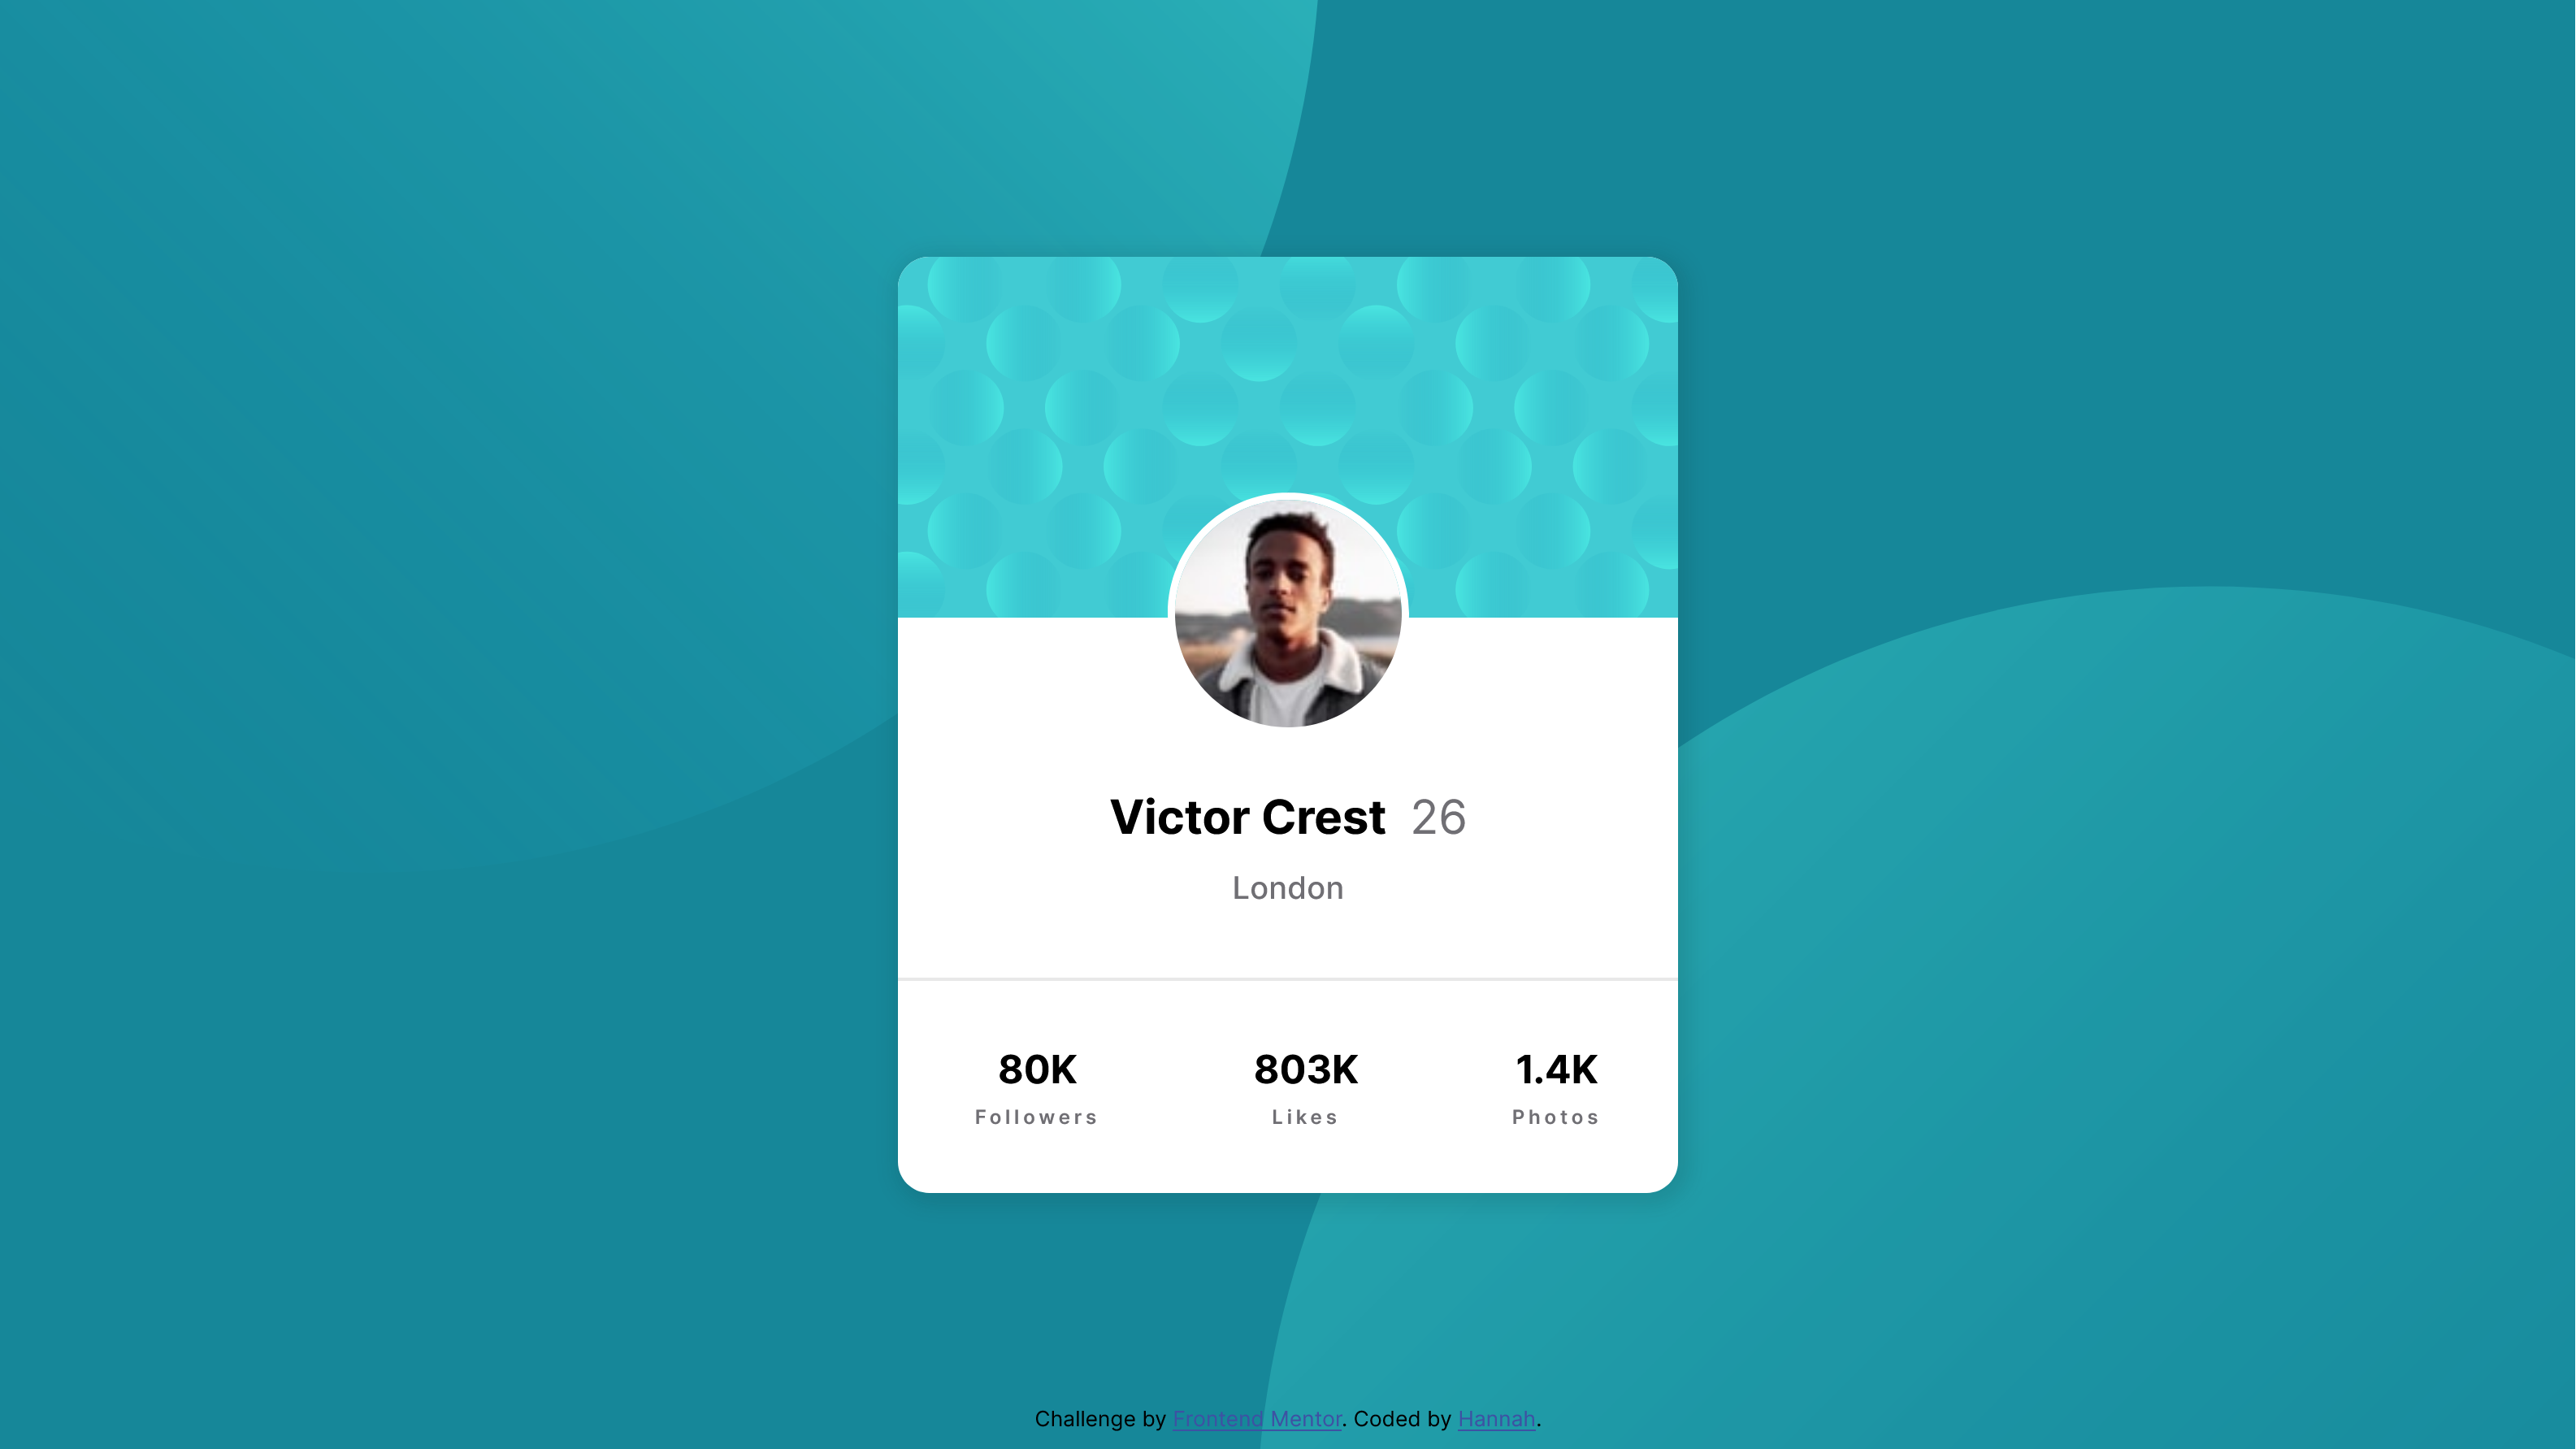 Victor Crest 26
London
80K 803K 1.4K
Followers Likes Photos
Challenge by Frontend Mentor. Coded by Hannah.